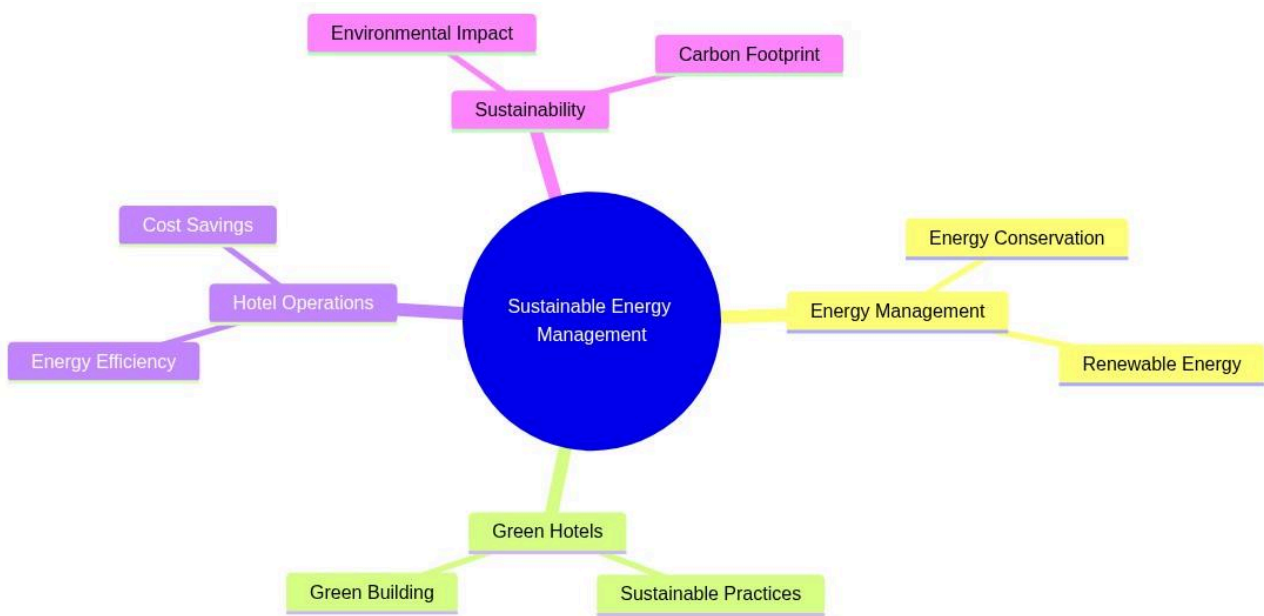 Environmental Impact
Carbon Footprint
Sustainability
Cost Savings
Hotel Operations
Energy Efficiency
Sustainable Energy
Management
Energy Conservation
Energy Management
Renewable Energy
Green Hotels
Green Building
Sustainable Practices